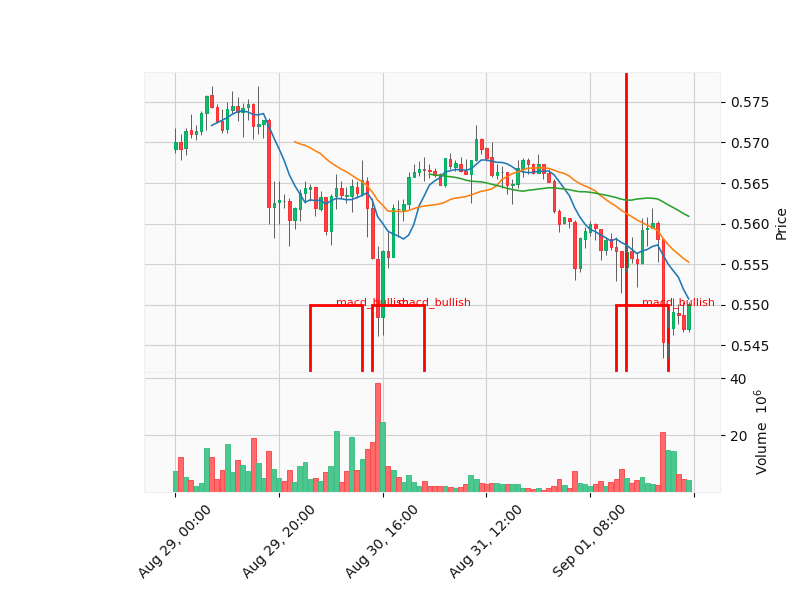 0.575
0.570
0.565
0.560
0.555
0.550
0.545
Price
macd_bullish
macd_bullish
macd_bullish
40
20
Volume 10⁶
Aug 29, 00:00
Aug 29, 20:00
Aug 30, 16:00
Aug 31, 12:00
Sep 01, 08:00